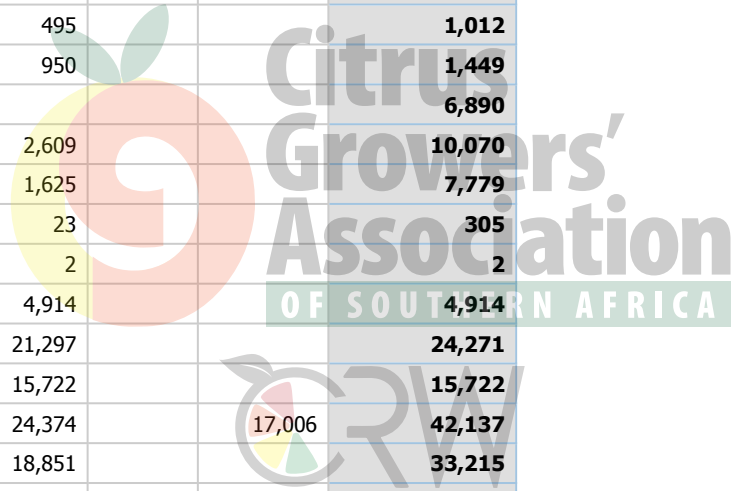 495 1,012
950 1,449
6,890
2,609 10,070
1,625 7,779
23 305
2 2
4,914 4,914
21,297 24,271
15,722 15,722
24,374 17,006 42,137
18,851 33,215
Citrus
Growers'
Association
OF SOUTHERN AFRICA
CRW